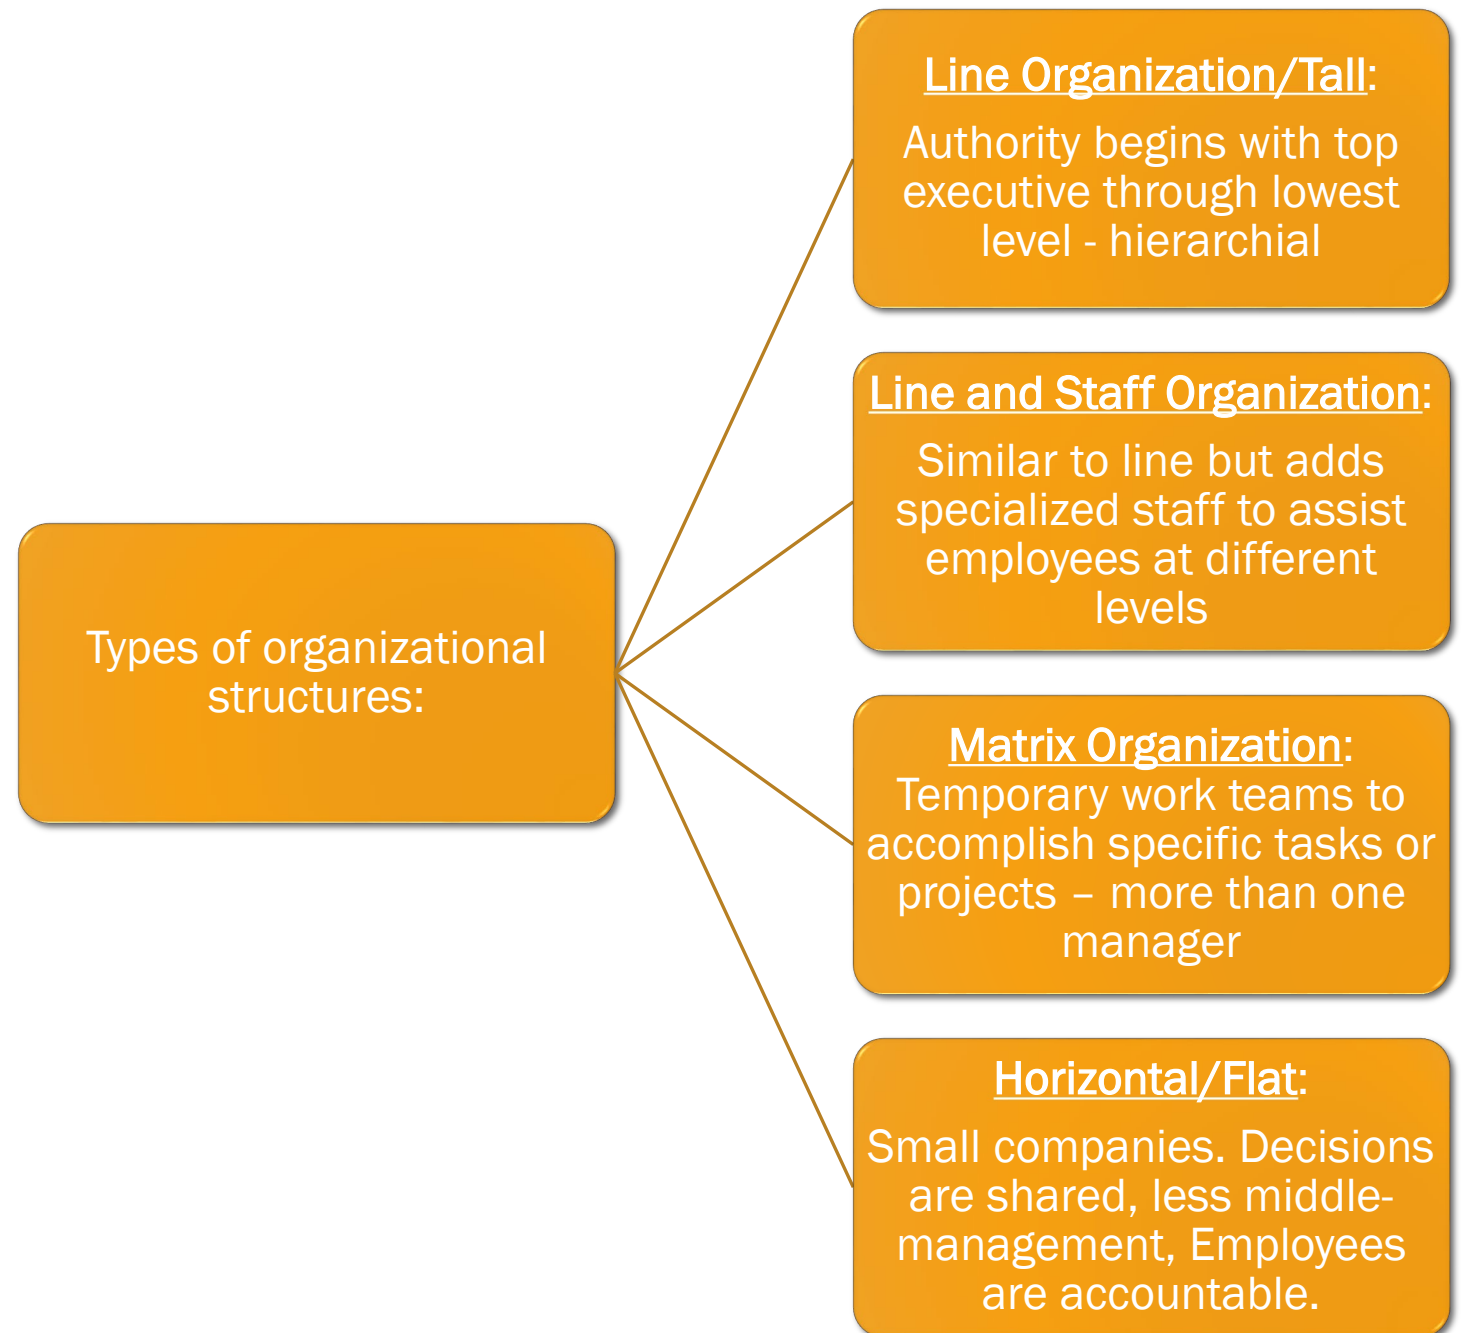 Types of organizational
structures:
Line Organization/Tall:
Authority begins with top
executive through lowest
level - hierarchial
Line and Staff Organization:
Similar to line but adds
specialized staff to assist
employees at different
levels
Matrix Organization:
Temporary work teams to
accomplish specific tasks or
projects – more than one
manager
Horizontal/Flat:
Small companies. Decisions
are shared, less middle-
management, Employees
are accountable.